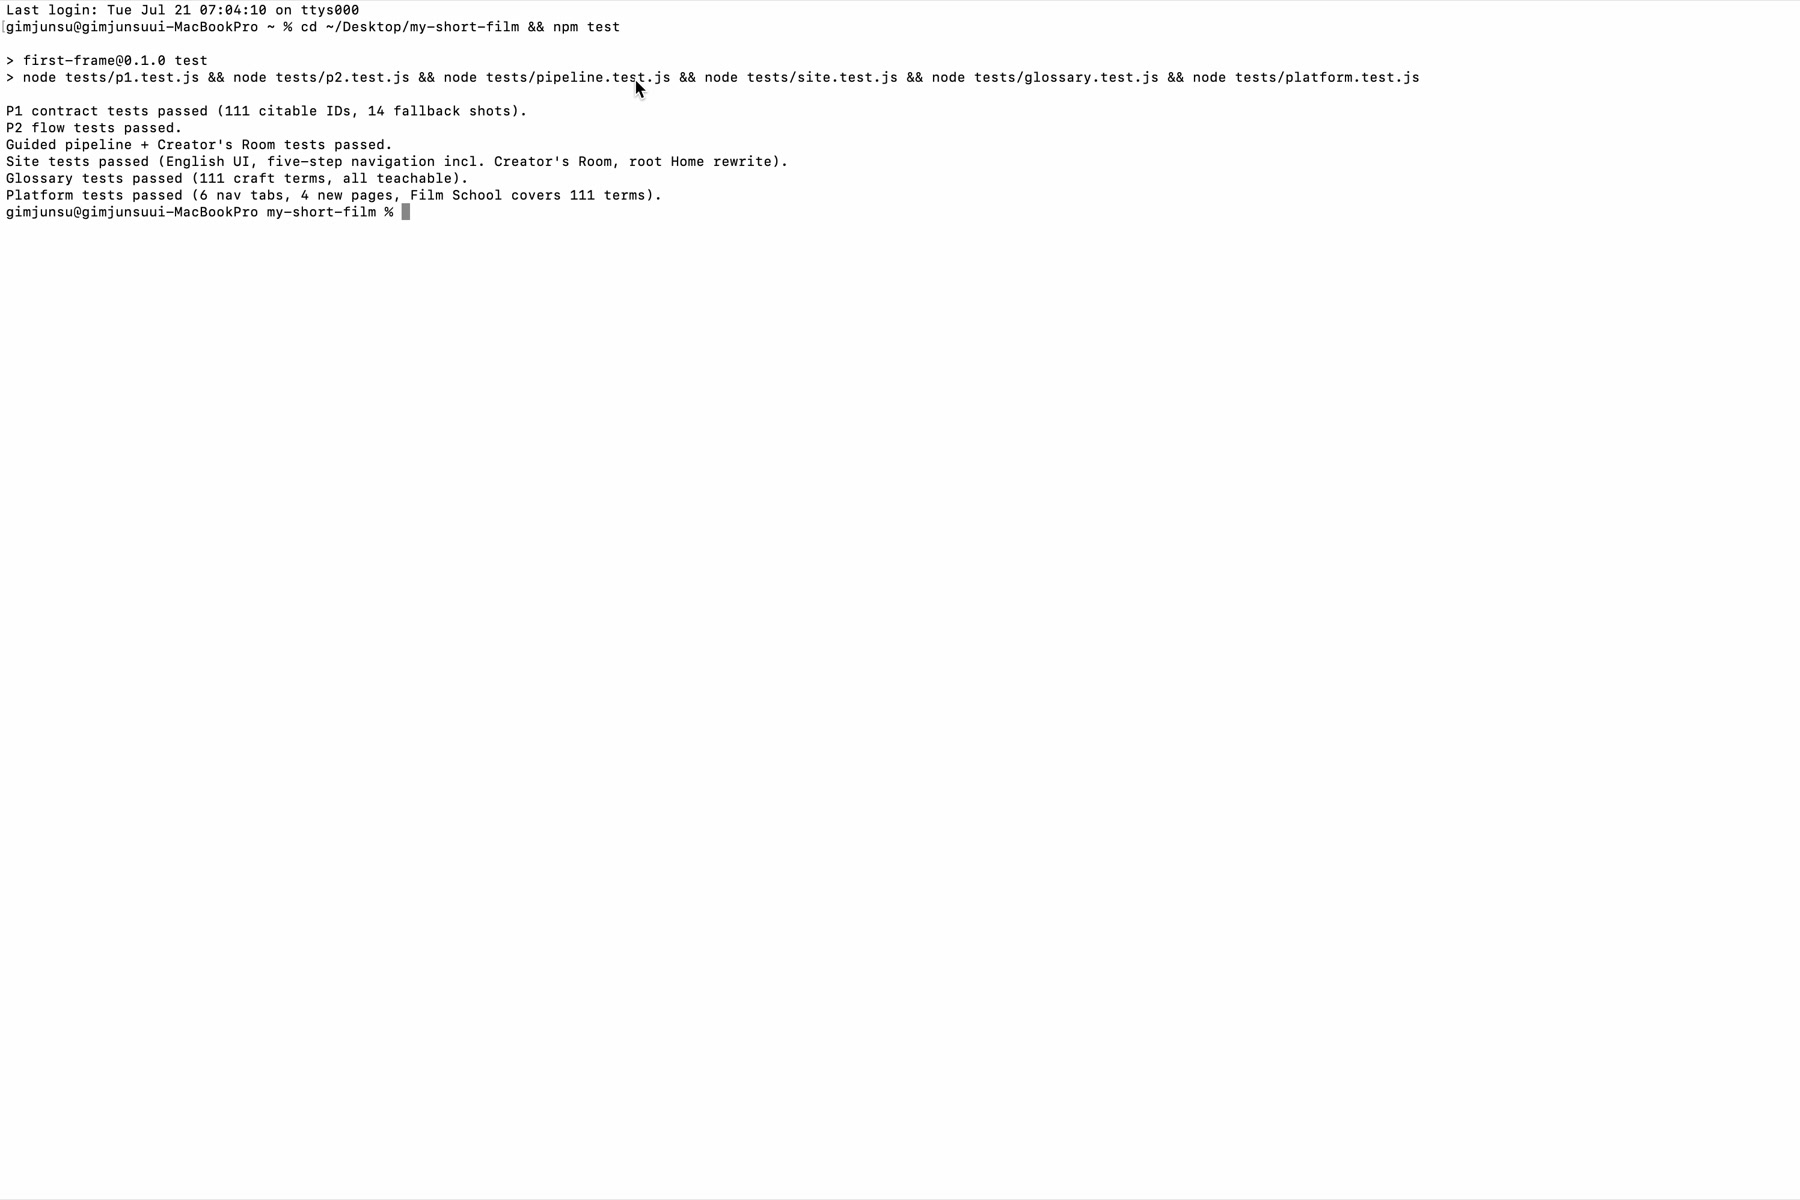 Last login: Tue Jul 21 07:04:10 on ttys000
gimjunsu@gimjunsuui-MacBookPro ~ % cd ~/Desktop/my-short-film && npm test
> first-frame@0.1.0 test
> node tests/p1.test.js && node tests/p2.test.js && node tests/pipeline.test.js && node tests/site.test.js && node tests/glossary.test.js && node tests/platform.test.js
P1 contract tests passed (111 citable IDs, 14 fallback shots).
P2 flow tests passed.
Guided pipeline + Creator's Room tests passed.
Site tests passed (English UI, five-step navigation incl. Creator's Room, root Home rewrite).
Glossary tests passed (111 craft terms, all teachable).
Platform tests passed (6 nav tabs, 4 new pages, Film School covers 111 terms).
gimjunsu@gimjunsuui-MacBookPro my-short-film %